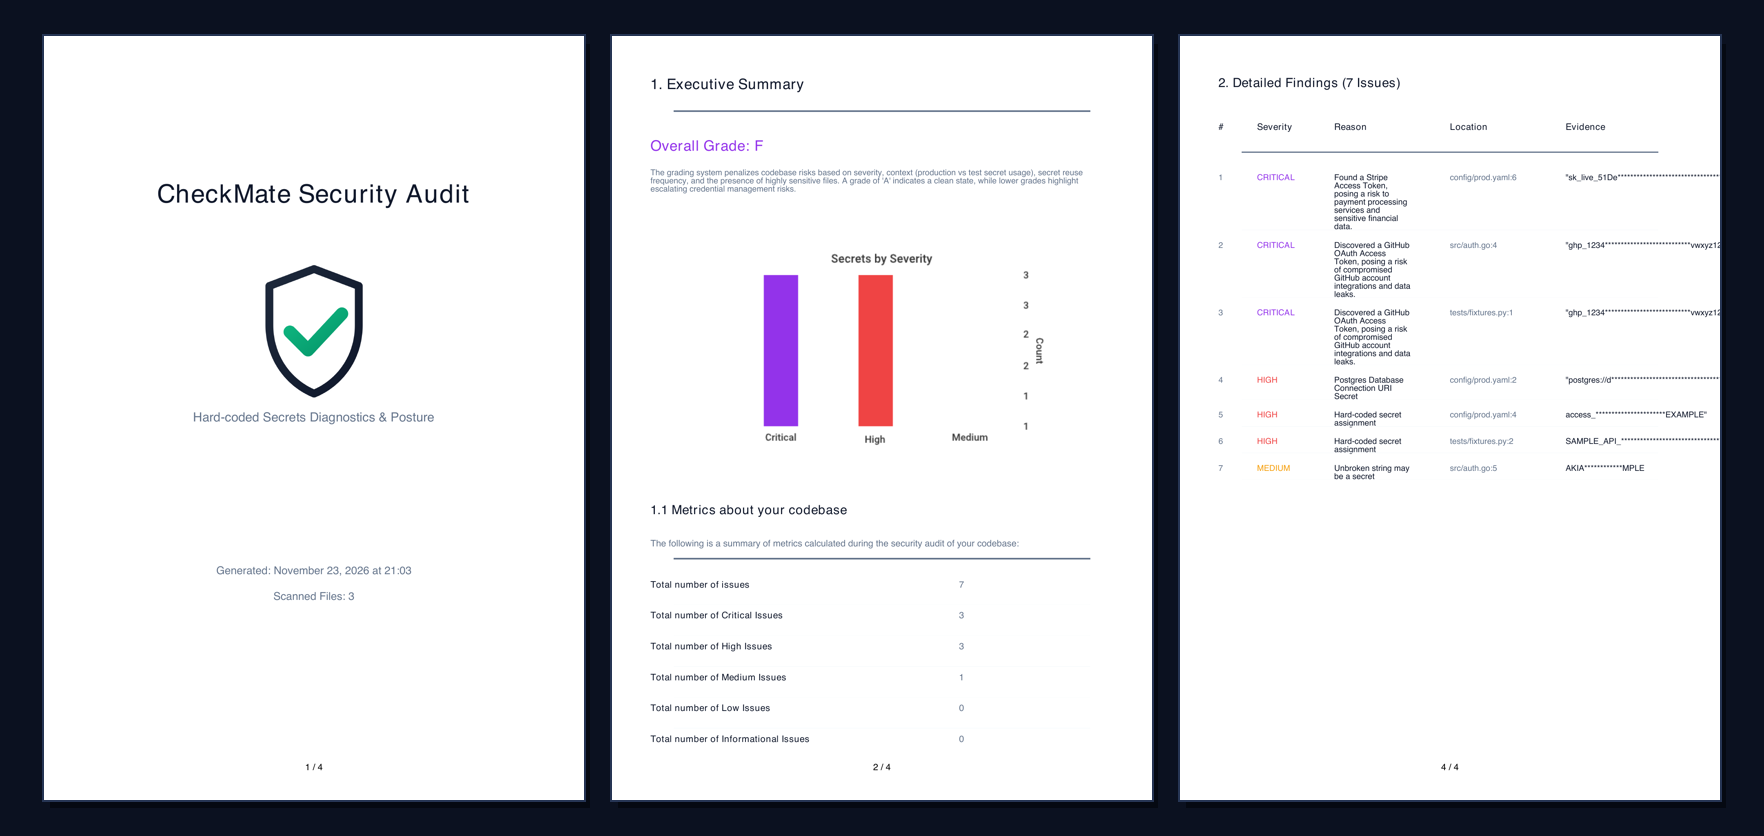 CheckMate Security Audit
Hard-coded Secrets Diagnostics & Posture
Generated: November 23, 2026 at 21:03
Scanned Files: 3
1 / 4
1. Executive Summary
Overall Grade: F
The grading system penalizes codebase risks based on severity, context (production vs test secret usage), secret reuse
frequency, and the presence of highly sensitive files. A grade of 'A' indicates a clean state, while lower grades highlight
escalating credential management risks.
Secrets by Severity
3
3
2
2
1
1
Count
Critical High Medium
1.1 Metrics about your codebase
The following is a summary of metrics calculated during the security audit of your codebase:
Total number of issues 7
Total number of Critical Issues 3
Total number of High Issues 3
Total number of Medium Issues 1
Total number of Low Issues 0
Total number of Informational Issues 0
2 / 4
2. Detailed Findings (7 Issues)
# Severity Reason Location Evidence
1 CRITICAL Found a Stripe config/prod.yaml:6 "sk_live_51De********************************
Access Token,
posing a risk to
payment processing
services and
sensitive financial
data.
2 CRITICAL Discovered a GitHub src/auth.go:4 "ghp_1234***************************vwxyz12
OAuth Access
Token, posing a risk
of compromised
GitHub account
integrations and data
leaks.
3 CRITICAL Discovered a GitHub tests/fixtures.py:1 "ghp_1234***************************vwxyz12
OAuth Access
Token, posing a risk
of compromised
GitHub account
integrations and data
leaks.
4 HIGH Postgres Database config/prod.yaml:2 "postgres://d**********************************
Connection URI
Secret
5 HIGH Hard-coded secret config/prod.yaml:4 access_**********************EXAMPLE"
assignment
6 HIGH Hard-coded secret tests/fixtures.py:2 SAMPLE_API_*******************************
assignment
7 MEDIUM Unbroken string may src/auth.go:5 AKIA************MPLE
be a secret
4 / 4